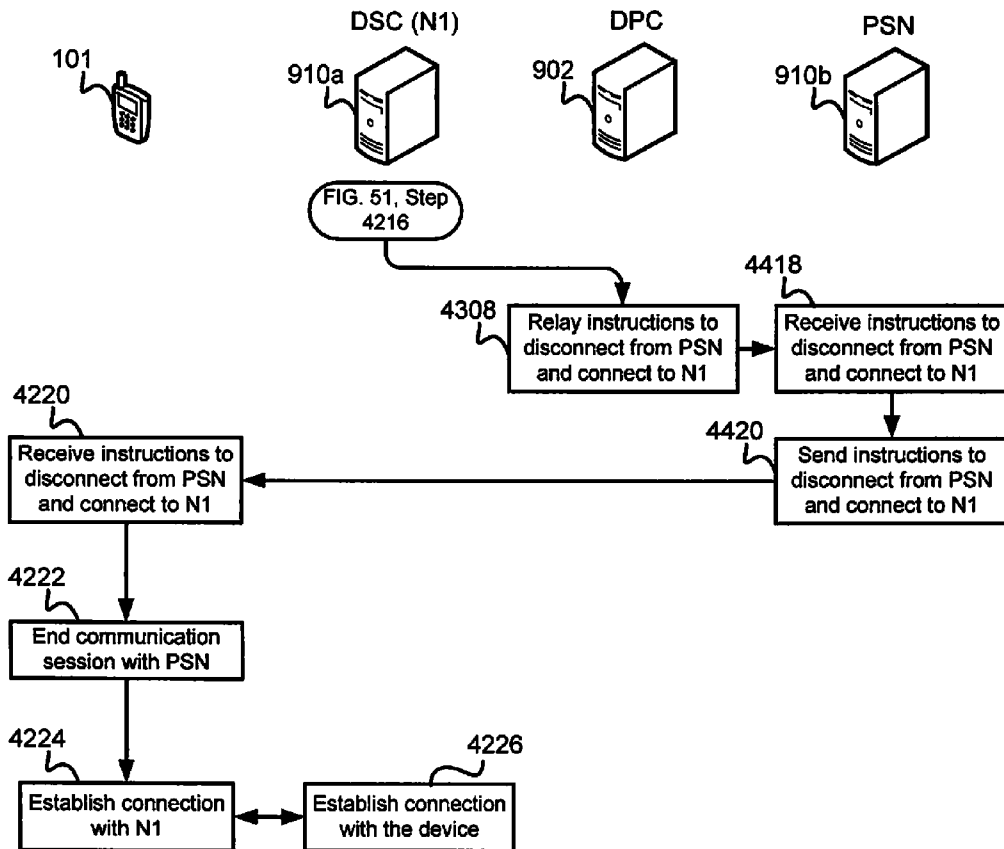 DSC (N1)
DPC
PSN
101
910a
902
910b
FIG. 51, Step
4216
4308
Relay instructions to
disconnect from PSN
and connect to N1
4418
Receive instructions to
disconnect from PSN
and connect to N1
4220
Receive instructions to
disconnect from PSN
and connect to N1
4420
Send instructions to
disconnect from PSN
and connect to N1
4222
End communication
session with PSN
4224
Establish connection
with N1
4226
Establish connection
with the device